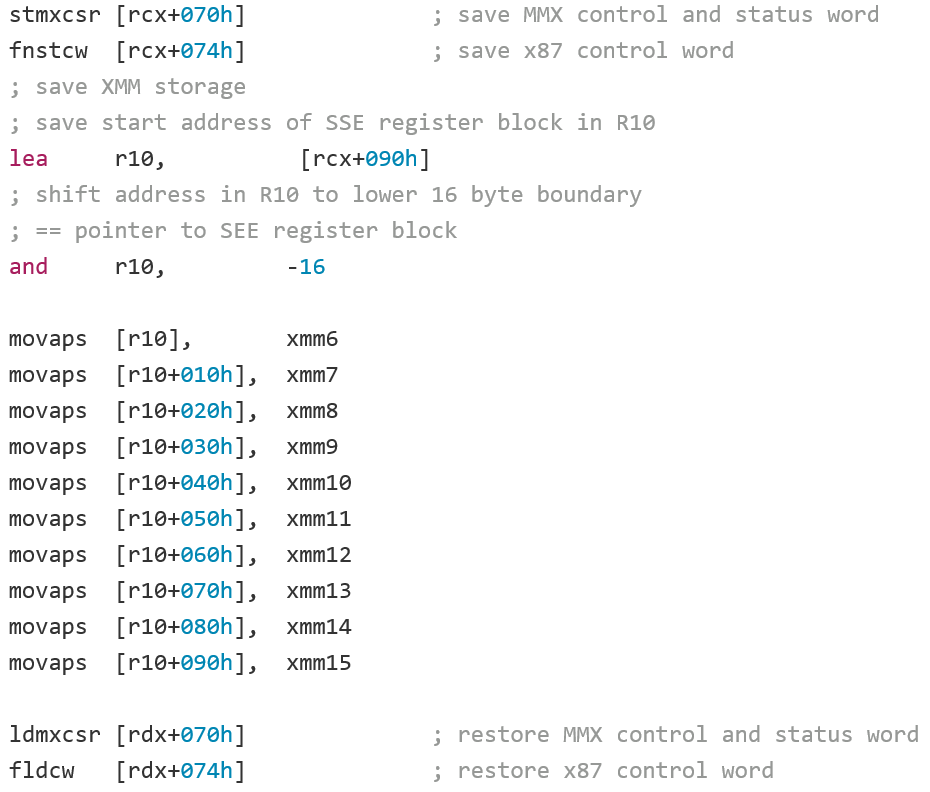 stmxcsr [rcx+070h]              ; save MMX control and status word
fnstcw  [rcx+074h]              ; save x87 control word
; save XMM storage
; save start address of SSE register block in R10
lea     r10,          [rcx+090h]
; shift address in R10 to lower 16 byte boundary
; == pointer to SEE register block
and     r10,         -16
movaps  [r10],       xmm6
movaps  [r10+010h],  xmm7
movaps  [r10+020h],  xmm8
movaps  [r10+030h],  xmm9
movaps  [r10+040h],  xmm10
movaps  [r10+050h],  xmm11
movaps  [r10+060h],  xmm12
movaps  [r10+070h],  xmm13
movaps  [r10+080h],  xmm14
movaps  [r10+090h],  xmm15
ldmxcsr [rdx+070h]              ; restore MMX control and status word
fldcw   [rdx+074h]              ; restore x87 control word